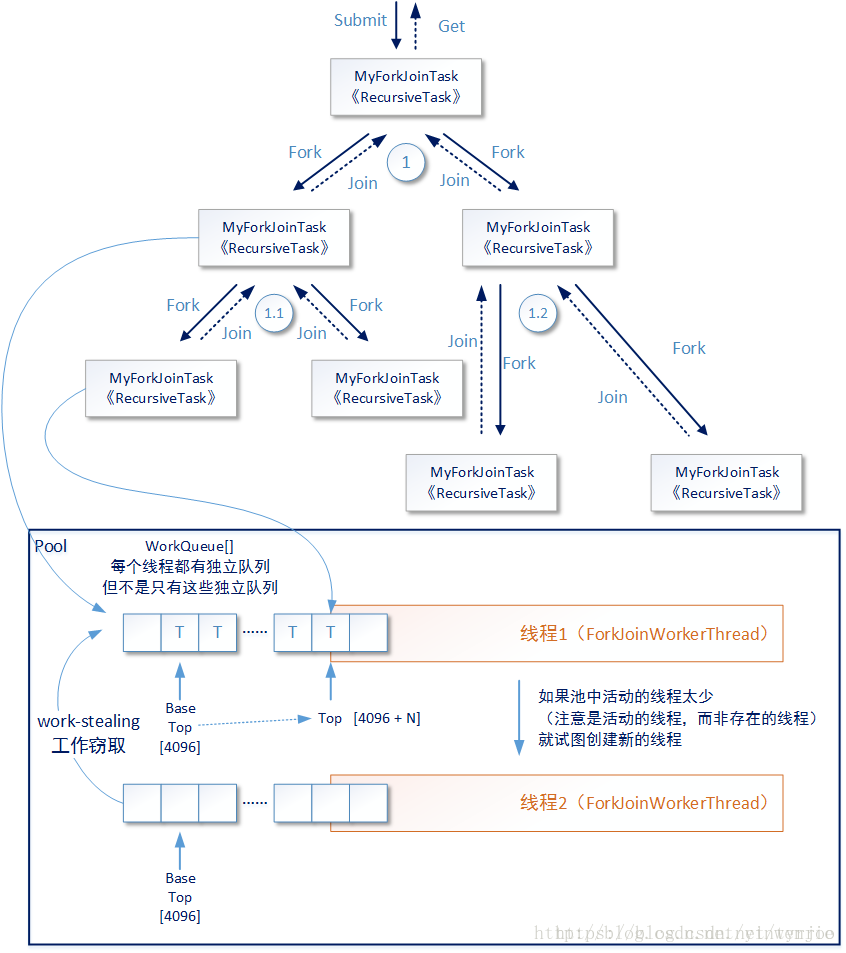 Submit
Get
MyForkJoinTask
《RecursiveTask》
Fork
Join
1
Join
Fork
MyForkJoinTask
《RecursiveTask》
MyForkJoinTask
《RecursiveTask》
Fork
Join
1.1
Join
Fork
Join
Fork
1.2
Join
Fork
MyForkJoinTask
《RecursiveTask》
MyForkJoinTask
《RecursiveTask》
MyForkJoinTask
《RecursiveTask》
MyForkJoinTask
《RecursiveTask》
Pool
WorkQueue[]
每个线程都有独立队列
但不是只有这些独立队列
T T ...... T T
线程1（ForkJoinWorkerThread）
Base
Top
[4096]
Top [4096 + N]
work-stealing
工作窃取
如果池中活动的线程太少
（注意是活动的线程，而非存在的线程）
就试图创建新的线程
......
线程2（ForkJoinWorkerThread）
Base
Top
[4096]